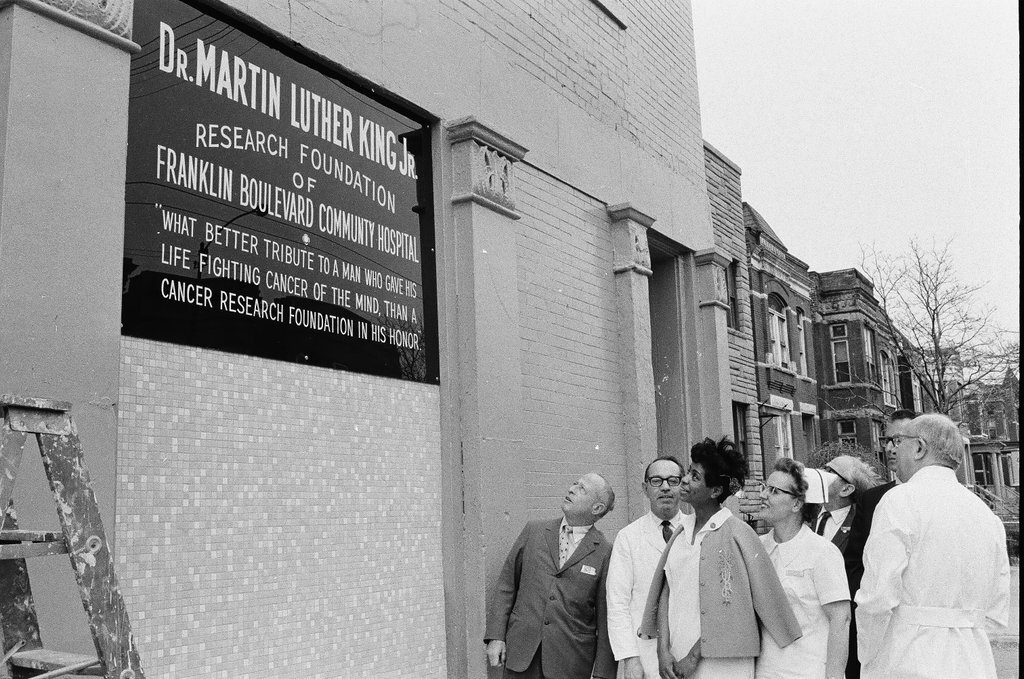 DR. MARTIN LUTHER KING JR.
RESEARCH FOUNDATION
OF
FRANKLIN BOULEVARD COMMUNTY HOSPITAL
"WHAT BETTER TRIBUTE TO A MAN WHO GAVE HIS
LIFE, FIGHTING CANCER OF THE MIND, THAN A
CANCER RESEARCH FOUNDATION IN HIS HONOR."